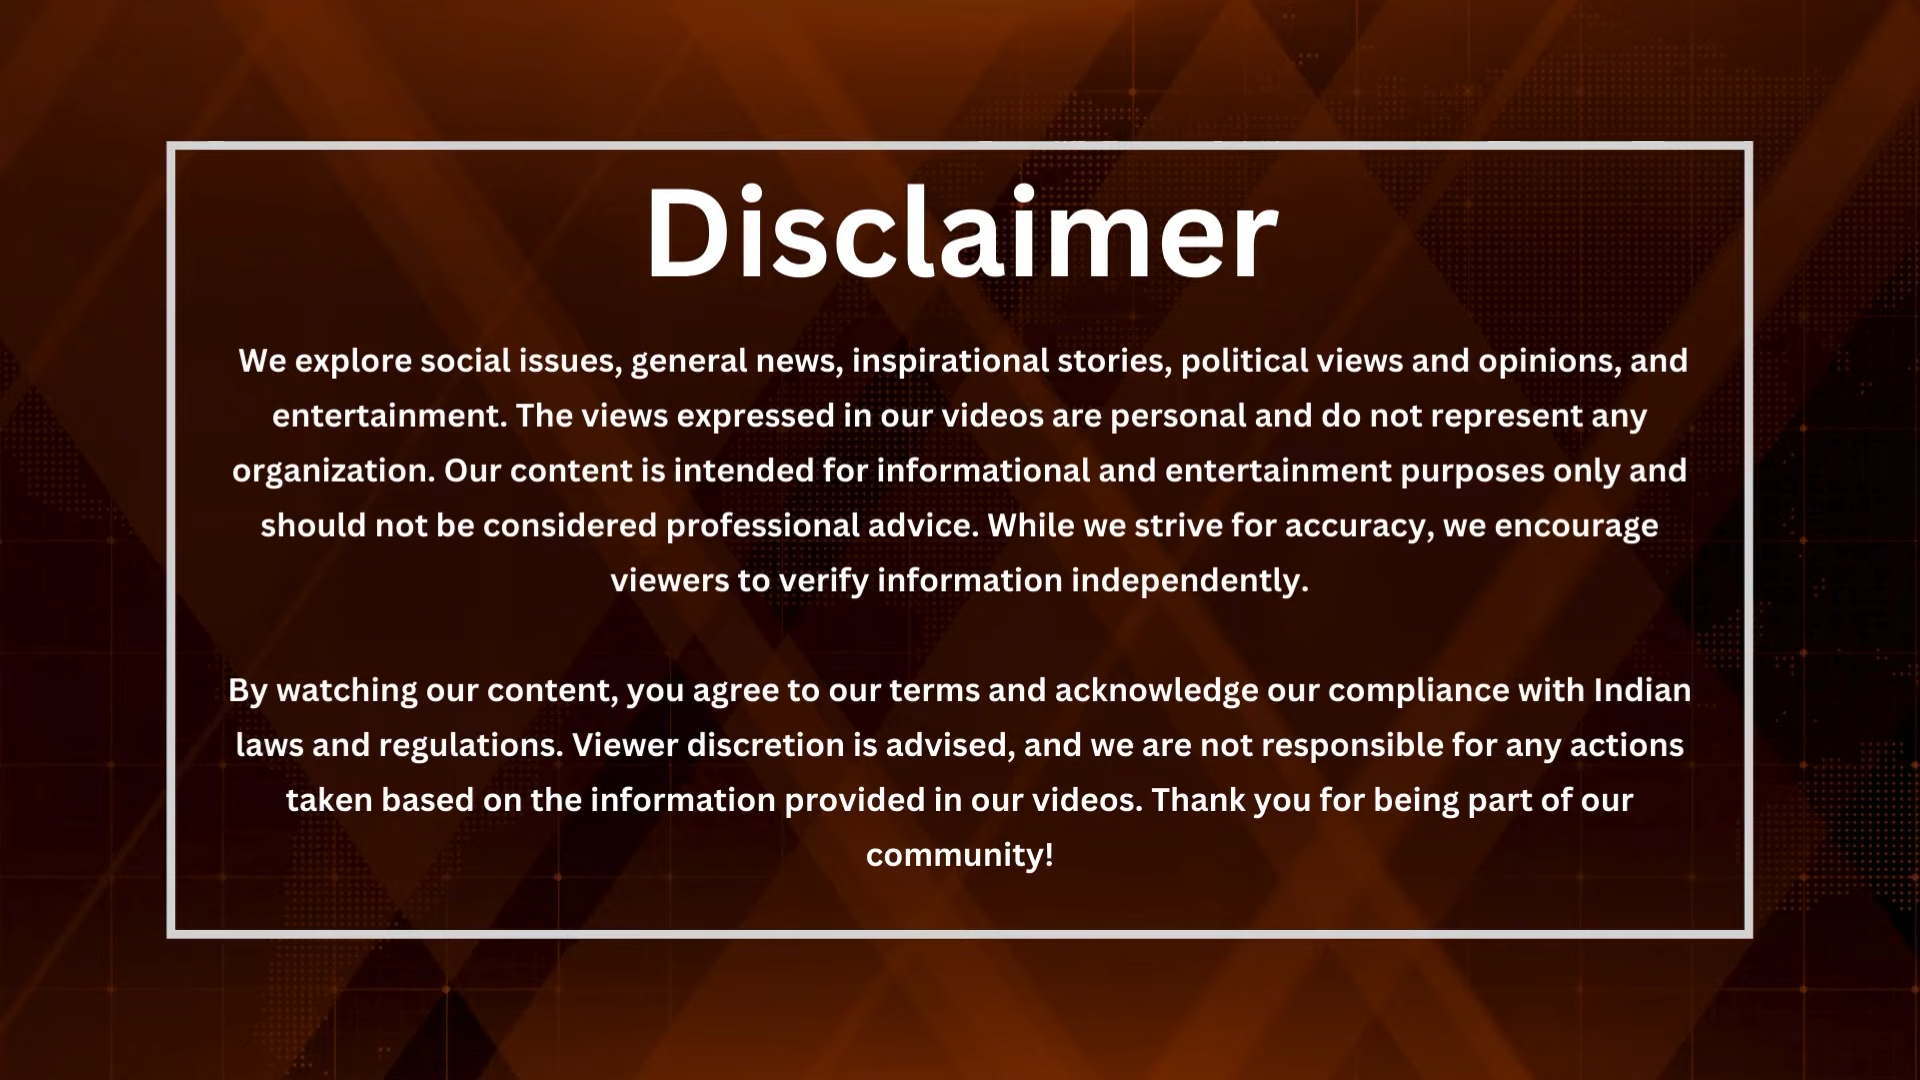 Disclaimer
We explore social issues, general news, inspirational stories, political views and opinions, and
entertainment. The views expressed in our videos are personal and do not represent any
organization. Our content is intended for informational and entertainment purposes only and
should not be considered professional advice. While we strive for accuracy, we encourage
viewers to verify information independently.
By watching our content, you agree to our terms and acknowledge our compliance with Indian
laws and regulations. Viewer discretion is advised, and we are not responsible for any actions
taken based on the information provided in our videos. Thank you for being part of our
community!